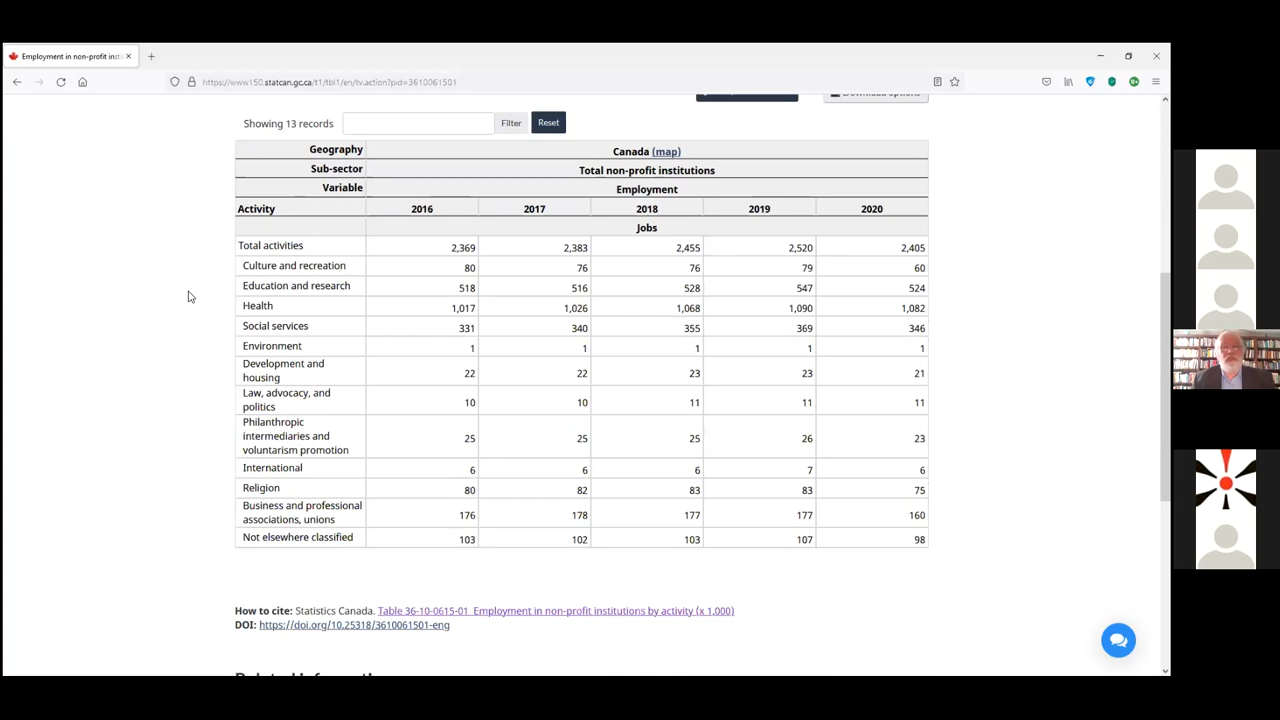 Employment in non-profit insti
https://www150.statcan.gc.ca/t1/tbl1/en/tv.action?pid=3610061501
Download options
Showing 13 records Filter Reset
Geography Canada (map)
Sub-sector Total non-profit institutions
Variable Employment
Activity 2016 2017 2018 2019 2020
Jobs
Total activities 2,369 2,383 2,455 2,520 2,405
Culture and recreation 80 76 76 79 60
Education and research 518 516 528 547 524
Health 1,017 1,026 1,068 1,090 1,082
Social services 331 340 355 369 346
Environment 1 1 1 1 1
Development and
housing 22 22 23 23 21
Law, advocacy, and
politics 10 10 11 11 11
Philanthropic
intermediaries and
voluntarism promotion 25 25 25 26 23
International 6 6 6 7 6
Religion 80 82 83 83 75
Business and professional
associations, unions 176 178 177 177 160
Not elsewhere classified 103 102 103 107 98
How to cite: Statistics Canada. Table 36-10-0615-01 Employment in non-profit institutions by activity (x 1,000)
DOI: https://doi.org/10.25318/3610061501-eng